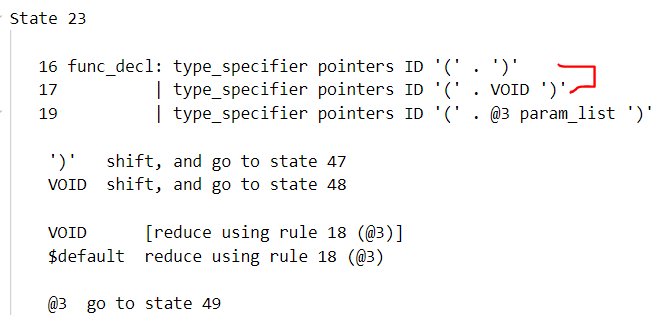 State 23
16 func_decl: type_specifier pointers ID '(' . ')'
17 | type_specifier pointers ID '(' . VOID ')'
19 | type_specifier pointers ID '(' . @3 param_list ')'
')' shift, and go to state 47
VOID shift, and go to state 48
VOID [reduce using rule 18 (@3)]
$default reduce using rule 18 (@3)
@3 go to state 49